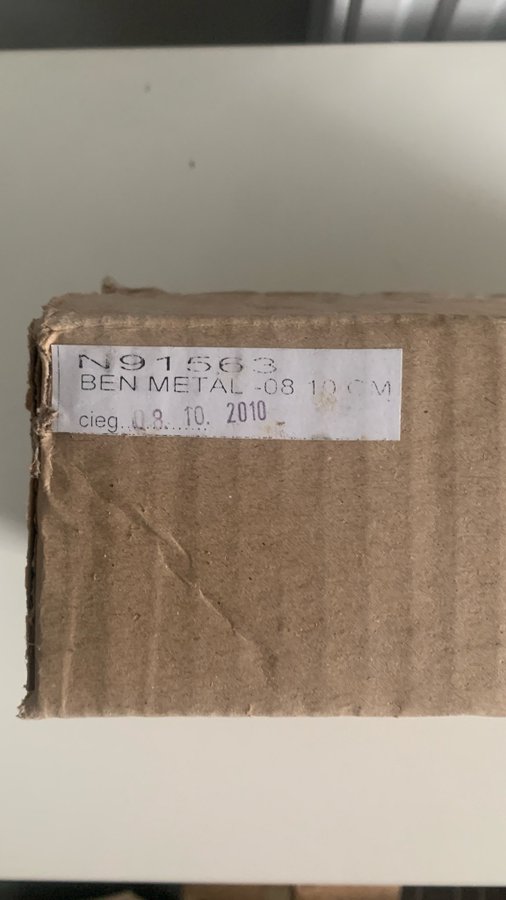 N91563
BEN METAL -08 10 CM
cieg..08. 10. 2010